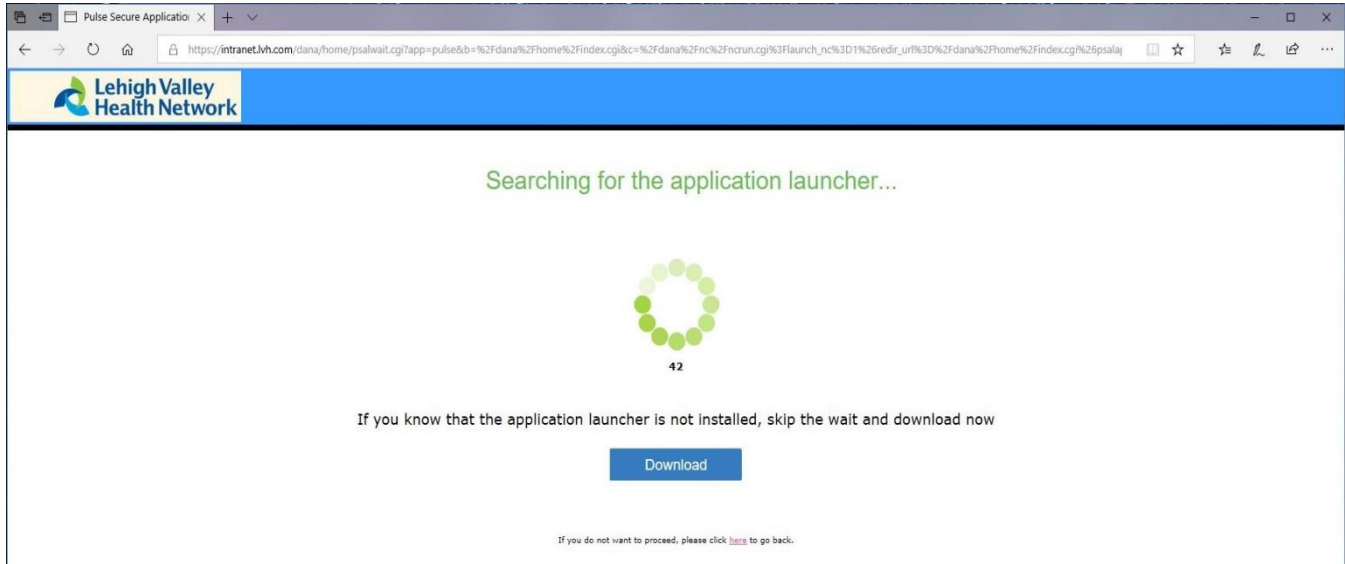 Pulse Secure Applicatio
https://intranet.lvh.com/dana/home/psalwait.cgi?app=pulse&b=%2Fdana%2Fhome%2Findex.cgi&c=%2Fdana%2Fnc%2Fncrun.cgi%3Flaunch_nc%3D1%26redir_url%3D%2Fdana%2Fhome%2Findex.cgi%26psalaj
Lehigh Valley
Health Network
Searching for the application launcher...
42
If you know that the application launcher is not installed, skip the wait and download now
Download
If you do not want to proceed, please click here to go back.